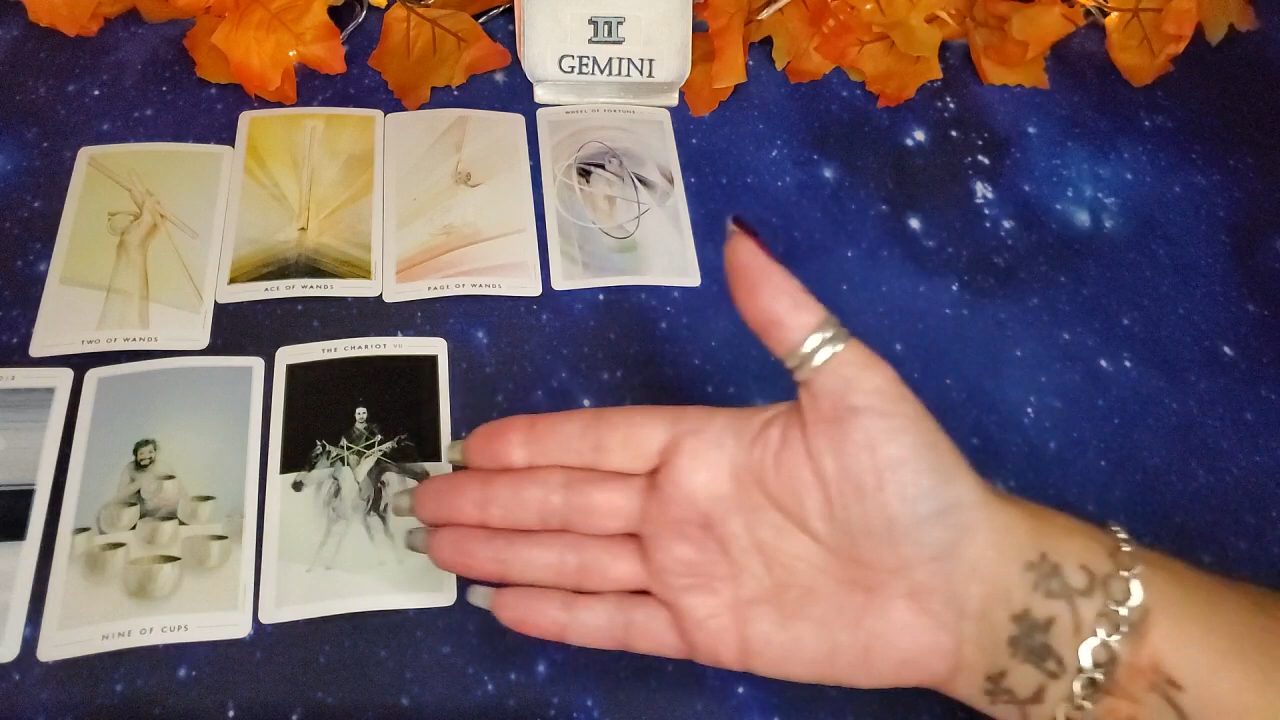 GEMINI
WHEEL OF FORTUNE
ACE OF WANDS
PAGE OF WANDS
TWO OF WANDS
THE CHARIOT VII
NINE OF CUPS